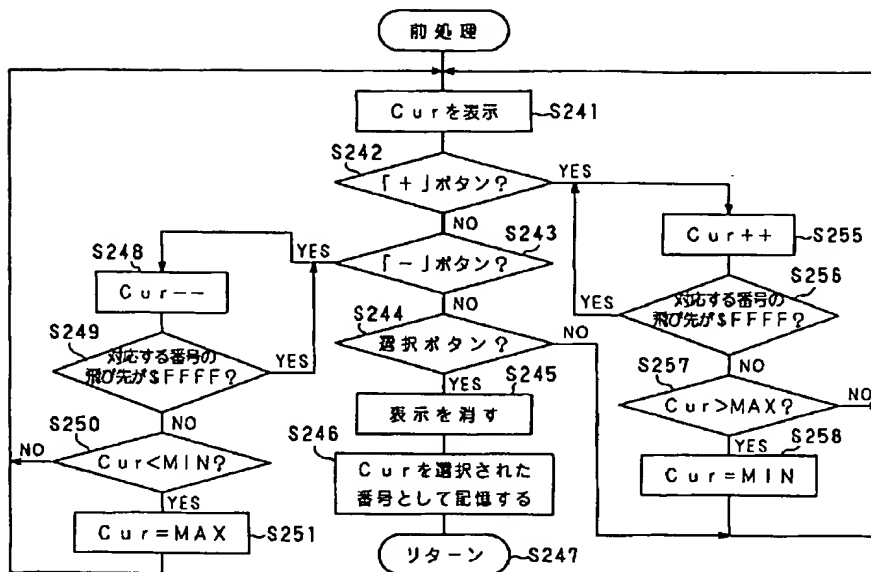 前処理
Curを表示
S241
S242
「+」ボタン?
YES
NO
S243
「-」ボタン?
YES
NO
S244
選択ボタン?
NO
YES
S245
表示を消す
S246
Curを選択された
番号として記憶する
リターン
S247
S248
Cur--
S249
対応する番号の
飛び先が$FFFF?
YES
NO
S250
Cur<MIN?
NO
YES
Cur=MAX
S251
Cur++
S255
S256
対応する番号の
飛び先が$FFFF?
YES
NO
S257
Cur>MAX?
NO
YES
S258
Cur=MIN